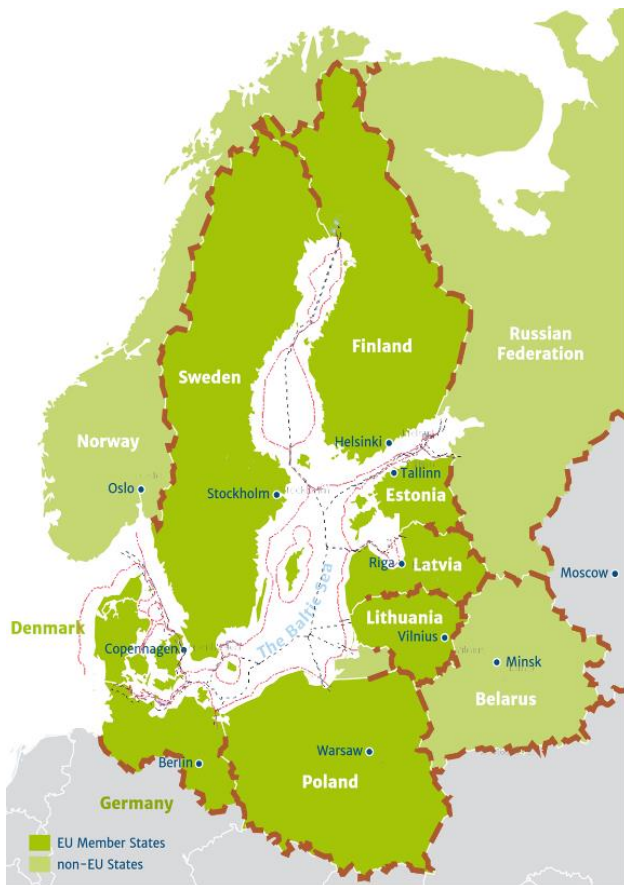 Sweden
Finland
Russian
Federation
Norway
Helsinki
Oslo
Stockholm
Tallinn
Estonia
Riga
Latvia
Moscow
Denmark
The Baltic Sea
Lithuania
Copenhagen
Vilnius
Minsk
Belarus
Berlin
Warsaw
Poland
Germany
EU Member States
non-EU States